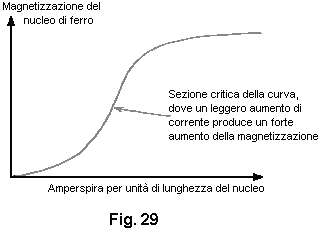 Magnetizzazione del
nucleo di ferro
Sezione critica della curva,
dove un leggero aumento di
corrente produce un forte
aumento della magnetizzazione
Amperspira per unità di lunghezza del nucleo
Fig. 29